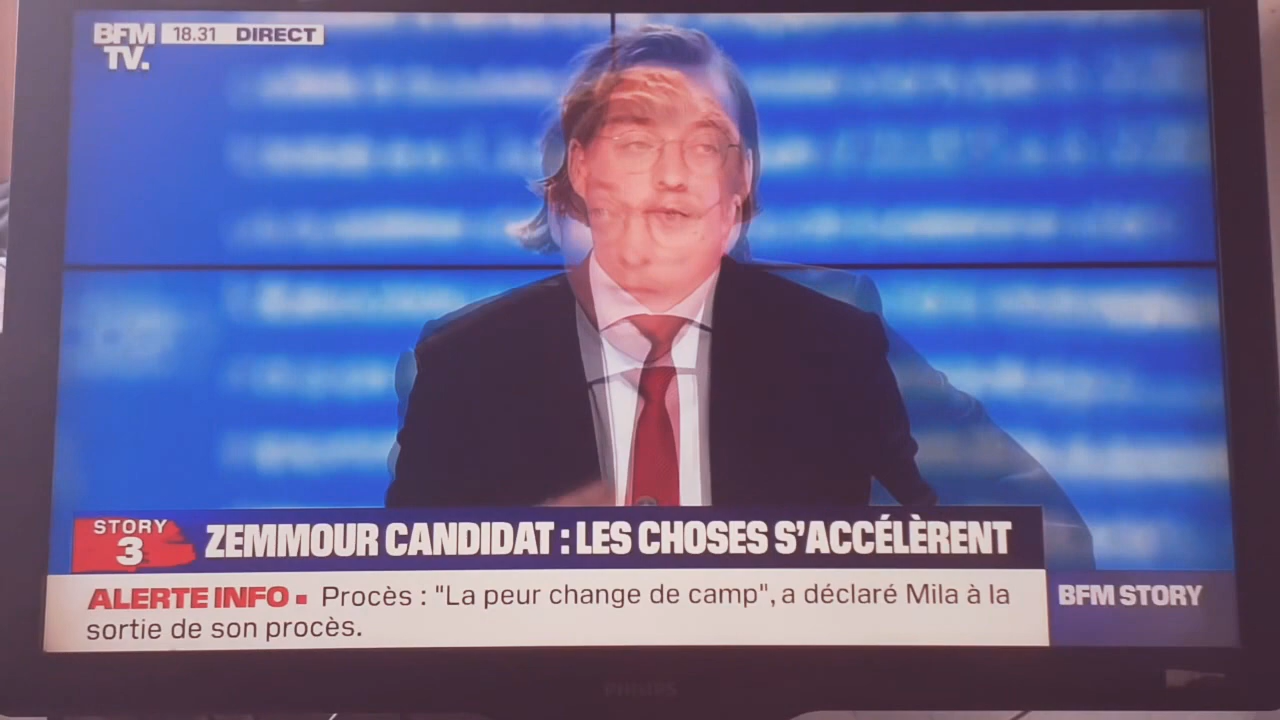 BFM
TV.
18.31 DIRECT
STORY
3
ZEMMOUR CANDIDAT : LES CHOSES S'ACCÉLÈRENT
ALERTE INFO ▪ Procès : "La peur change de camp", a déclaré Mila à la
sortie de son procès.
BFM STORY
PHILIPS